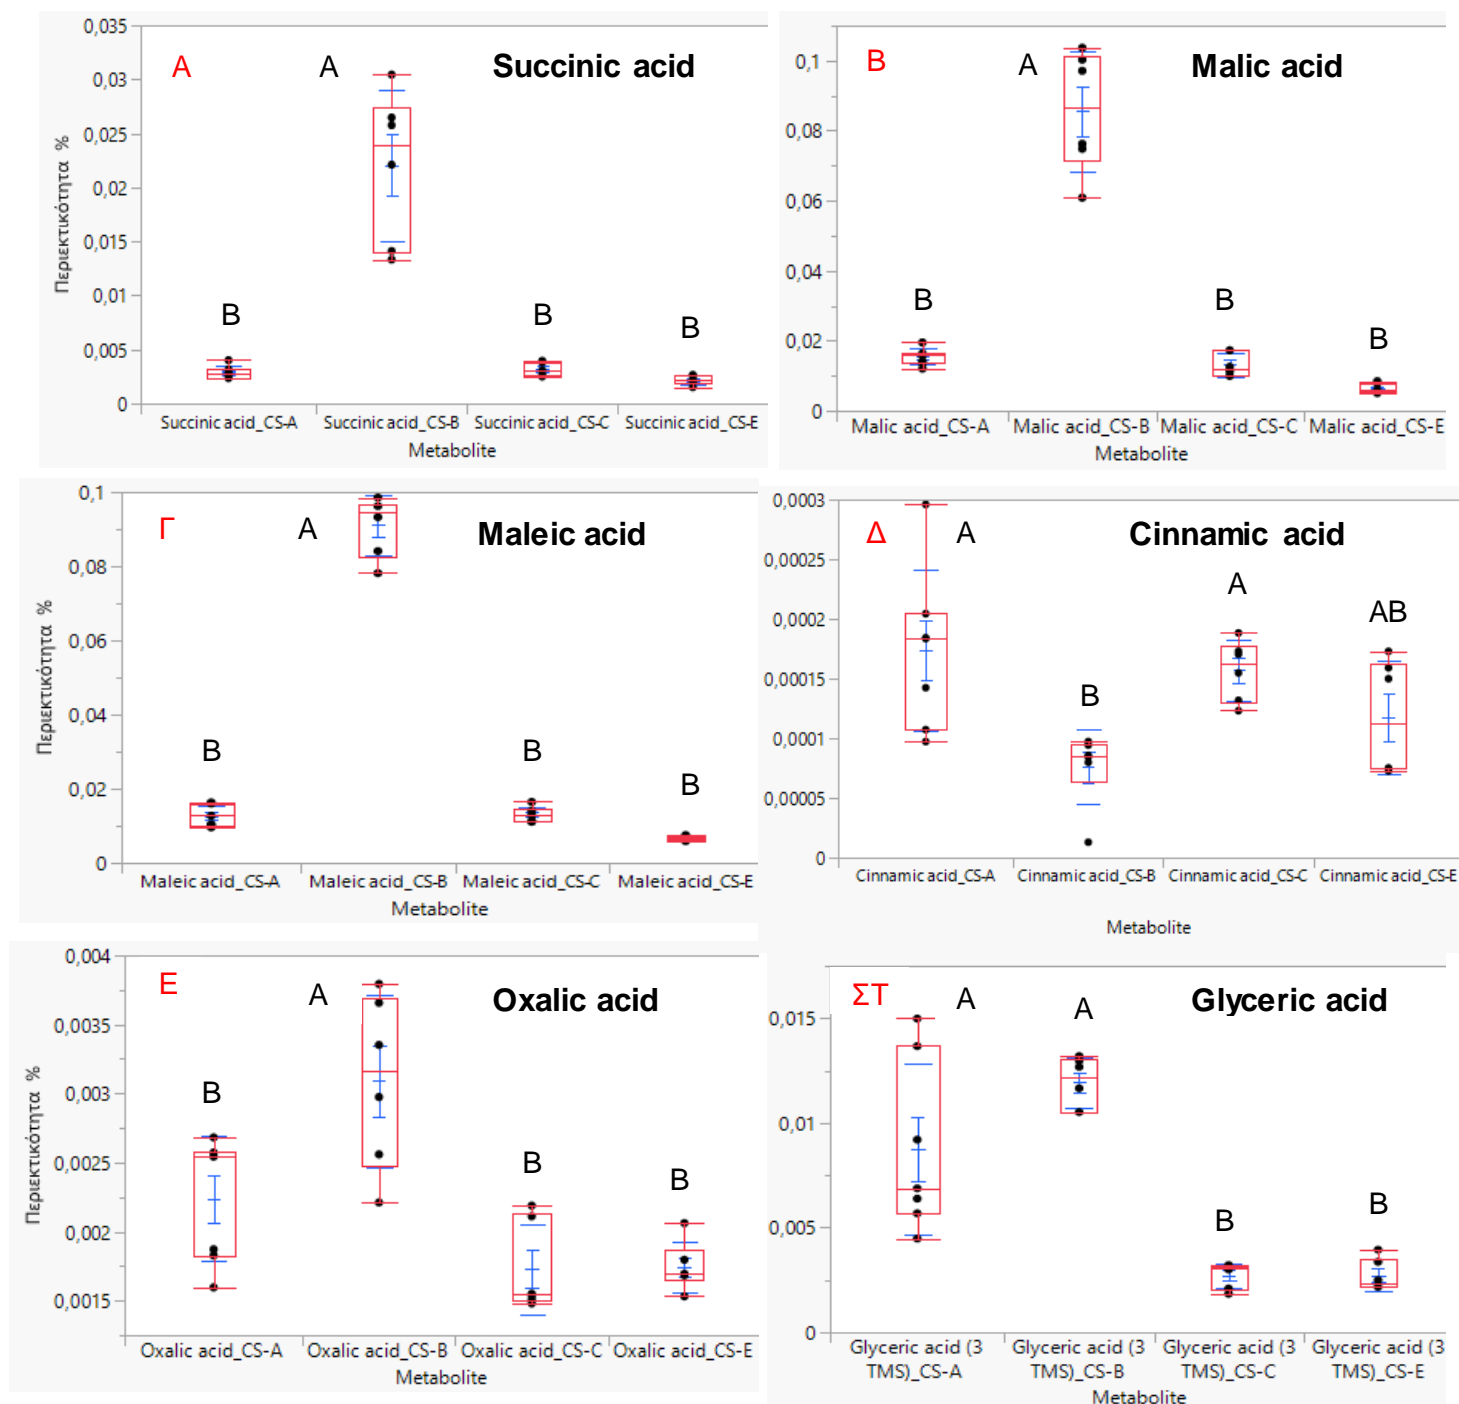 Α
A
Succinic acid
0,035
0,03
0,025
0,02
0,015
0,01
0,005
0
Περιεκτικότητα %
B
B
B
Succinic acid_CS-A
Succinic acid_CS-B
Succinic acid_CS-C
Succinic acid_CS-E
Metabolite
Β
A
Malic acid
0,1
0,08
0,06
0,04
0,02
0
B
B
B
Malic acid_CS-A
Malic acid_CS-B
Malic acid_CS-C
Malic acid_CS-E
Metabolite
Γ
A
Maleic acid
0,1
0,08
0,06
0,04
0,02
0
Περιεκτικότητα %
B
B
B
Maleic acid_CS-A
Maleic acid_CS-B
Maleic acid_CS-C
Maleic acid_CS-E
Metabolite
Δ
A
Cinnamic acid
0,0003
0,00025
0,0002
0,00015
0,0001
0,00005
0
B
A
AB
Cinnamic acid_CS-A
Cinnamic acid_CS-B
Cinnamic acid_CS-C
Cinnamic acid_CS-E
Metabolite
Ε
A
Oxalic acid
0,004
0,0035
0,003
0,0025
0,002
0,0015
Περιεκτικότητα %
B
B
B
Oxalic acid_CS-A
Oxalic acid_CS-B
Oxalic acid_CS-C
Oxalic acid_CS-E
Metabolite
ΣΤ
A
A
Glyceric acid
0,015
0,01
0,005
0
B
B
Glyceric acid (3
TMS)_CS-A
Glyceric acid (3
TMS)_CS-B
Glyceric acid (3
TMS)_CS-C
Glyceric acid (3
TMS)_CS-E
Metabolite